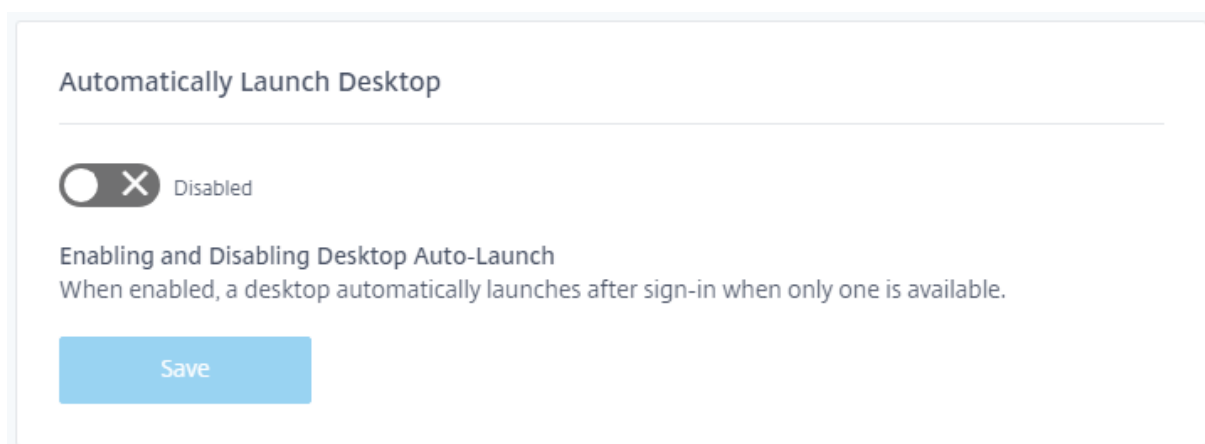 Automatically Launch Desktop
Disabled
Enabling and Disabling Desktop Auto-Launch
When enabled, a desktop automatically launches after sign-in when only one is available.
Save